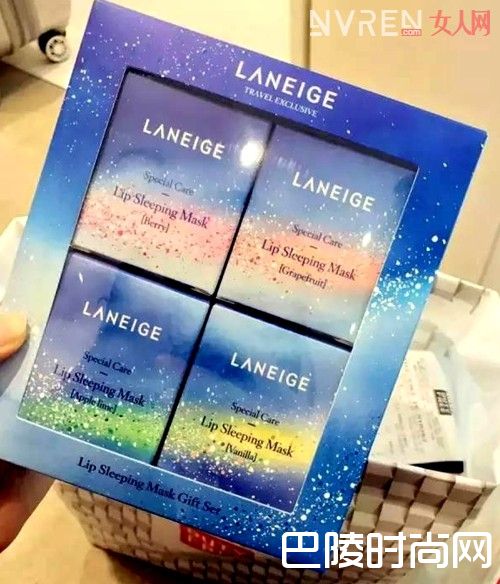 NVREN.COM 女人网
LANEIGE
TRAVEL EXCLUSIVE
LANEIGE
Special Care
Lip Sleeping Mask
[Berry]
LANEIGE
Special Care
Lip Sleeping Mask
[Grapefruit]
LANEIGE
Special Care
Lip Sleeping Mask
[Apple lime]
LANEIGE
Special Care
Lip Sleeping Mask
[Vanilla]
Lip Sleeping Mask Gift Set
巴陵时尚网